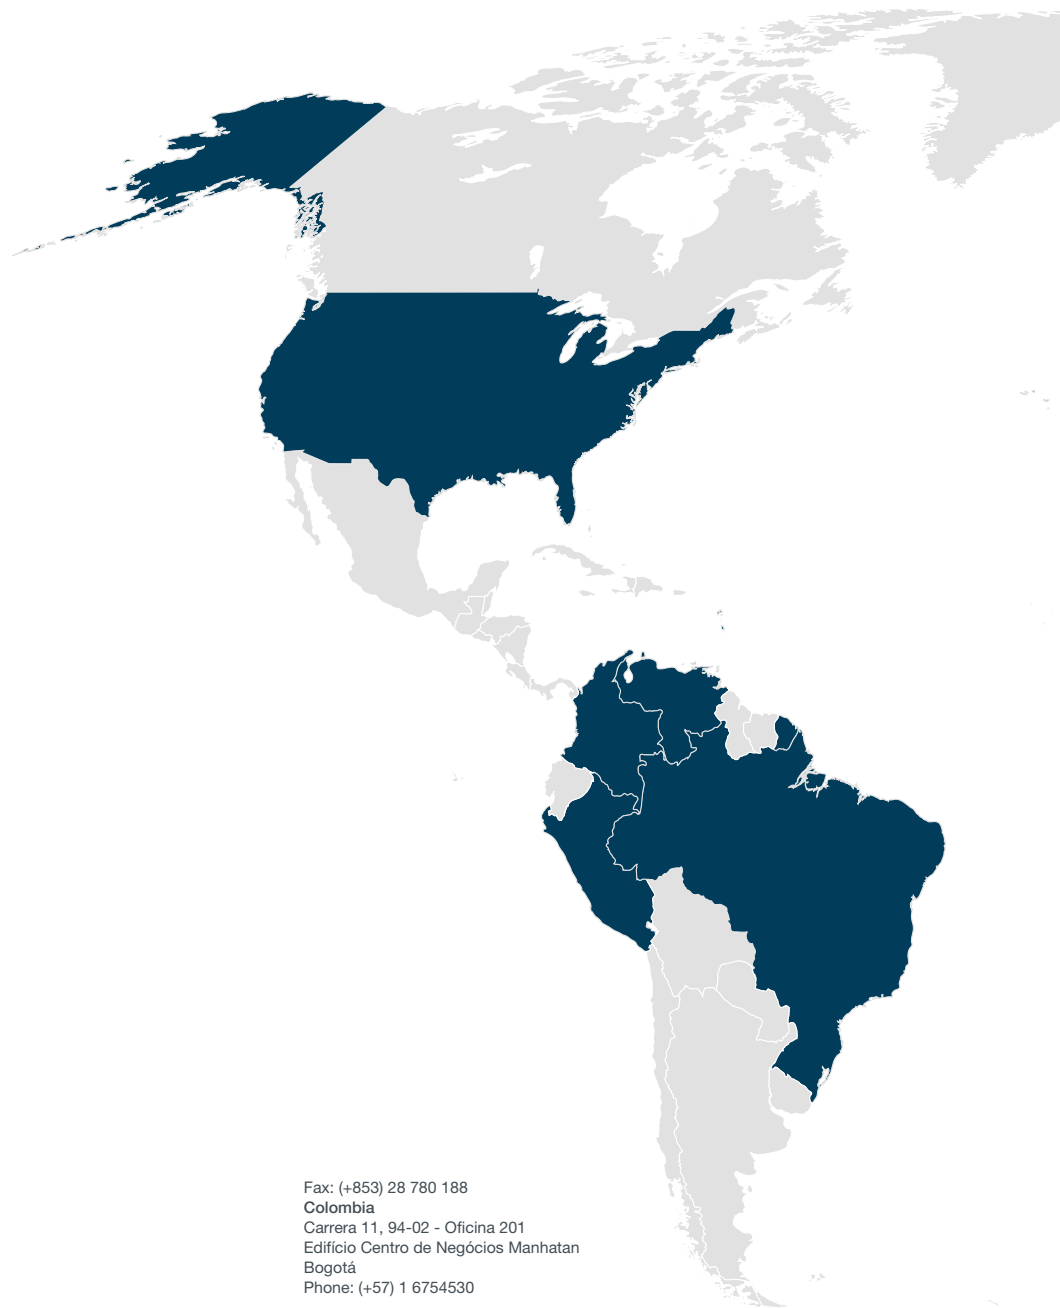 Fax: (+853) 28 780 188
Colombia
Carrera 11, 94-02 - Oficina 201
Edifício Centro de Negócios Manhatan
Bogotá
Phone: (+57) 1 6754530